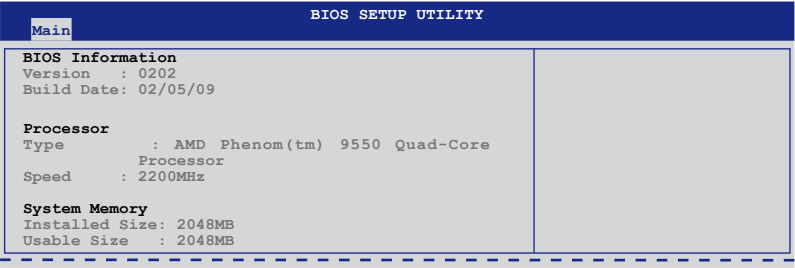 BIOS SETUP UTILITY
Main
BIOS Information
Version : 0202
Build Date: 02/05/09
Processor
Type : AMD Phenom(tm) 9550 Quad-Core
Processor
Speed : 2200MHz
System Memory
Installed Size: 2048MB
Usable Size : 2048MB